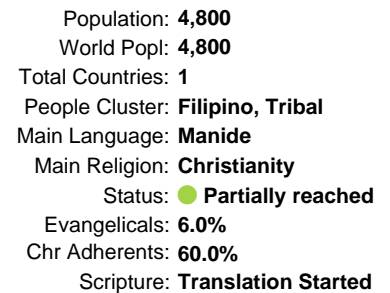 Population: 4,800
World Popl: 4,800
Total Countries: 1
People Cluster: Filipino, Tribal
Main Language: Manide
Main Religion: Christianity
Status: Partially reached
Evangelicals: 6.0%
Chr Adherents: 60.0%
Scripture: Translation Started